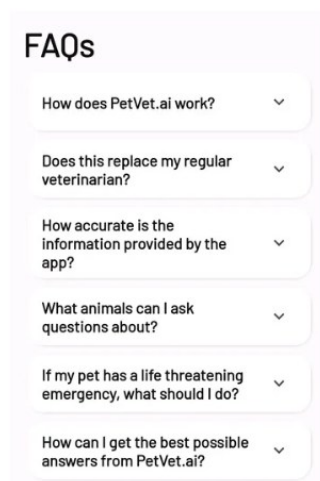 FAQs
How does PetVet.ai work?
Does this replace my regular
veterinarian?
How accurate is the
information provided by the
app?
What animals can I ask
questions about?
If my pet has a life threatening
emergency, what should I do?
How can I get the best possible
answers from PetVet.ai?